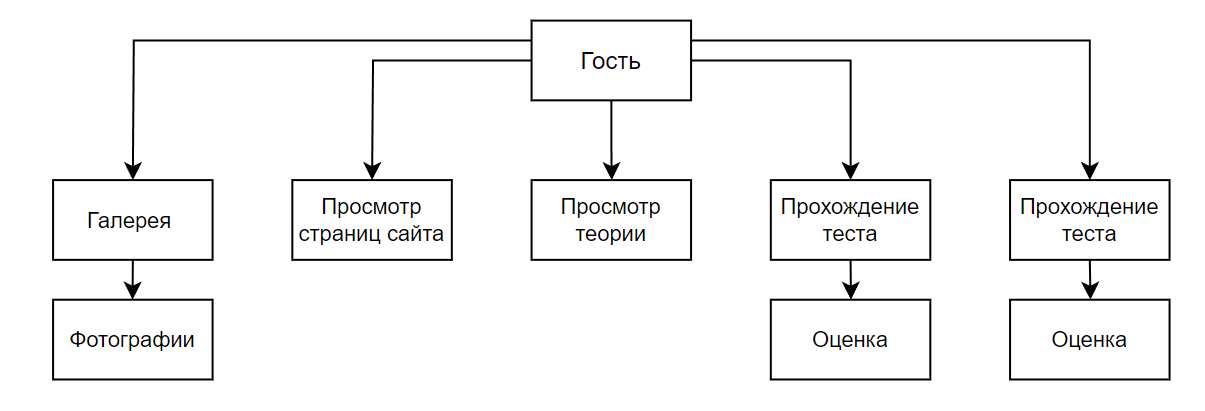 Гость
Галерея
Просмотр
страниц сайта
Просмотр
теории
Прохождение
теста
Прохождение
теста
Фотографии
Оценка
Оценка